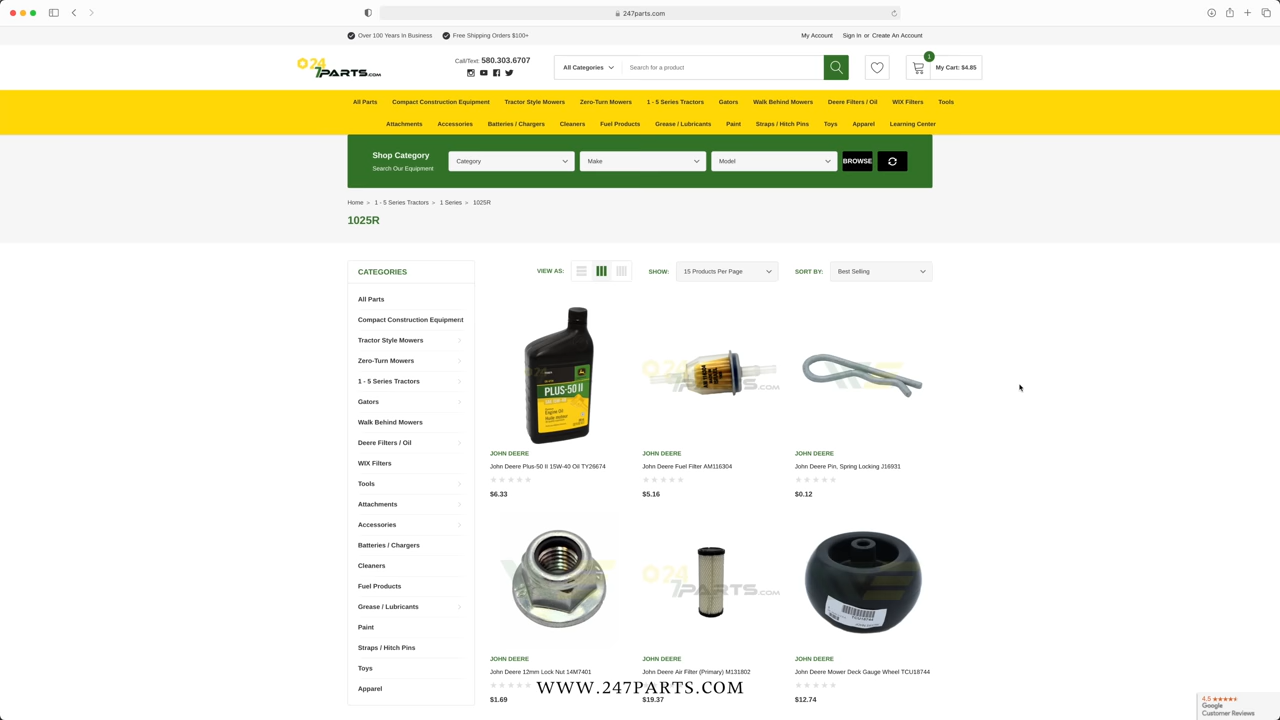 247parts.com
Over 100 Years In Business
Free Shipping Orders $100+
My Account
Sign In or Create An Account
O24
7PARTS.COM
Call/Text: 580.303.6707
All Categories
Search for a product
1
My Cart: $4.85
All Parts Compact Construction Equipment Tractor Style Mowers Zero-Turn Mowers 1 - 5 Series Tractors Gators Walk Behind Mowers Deere Filters / Oil WIX Filters Tools
Attachments Accessories Batteries / Chargers Cleaners Fuel Products Grease / Lubricants Paint Straps / Hitch Pins Toys Apparel Learning Center
Shop Category
Search Our Equipment
Category
Make
Model
BROWSE
Home > 1 - 5 Series Tractors > 1 Series > 1025R
1025R
CATEGORIES
All Parts
Compact Construction Equipment
Tractor Style Mowers
Zero-Turn Mowers
1 - 5 Series Tractors
Gators
Walk Behind Mowers
Deere Filters / Oil
WIX Filters
Tools
Attachments
Accessories
Batteries / Chargers
Cleaners
Fuel Products
Grease / Lubricants
Paint
Straps / Hitch Pins
Toys
Apparel
VIEW AS:
SHOW:
15 Products Per Page
SORT BY:
Best Selling
PLUS-50 II
JOHN DEERE
John Deere Plus-50 II 15W-40 Oil TY26674
$6.33
JOHN DEERE
John Deere Fuel Filter AM116304
$5.16
JOHN DEERE
John Deere Pin, Spring Locking J16931
$0.12
JOHN DEERE
John Deere 12mm Lock Nut 14M7401
$1.69
JOHN DEERE
John Deere Air Filter (Primary) M131802
$19.37
JOHN DEERE
John Deere Mower Deck Gauge Wheel TCU18744
$12.74
WWW.247PARTS.COM
4.5
Google
Customer Reviews